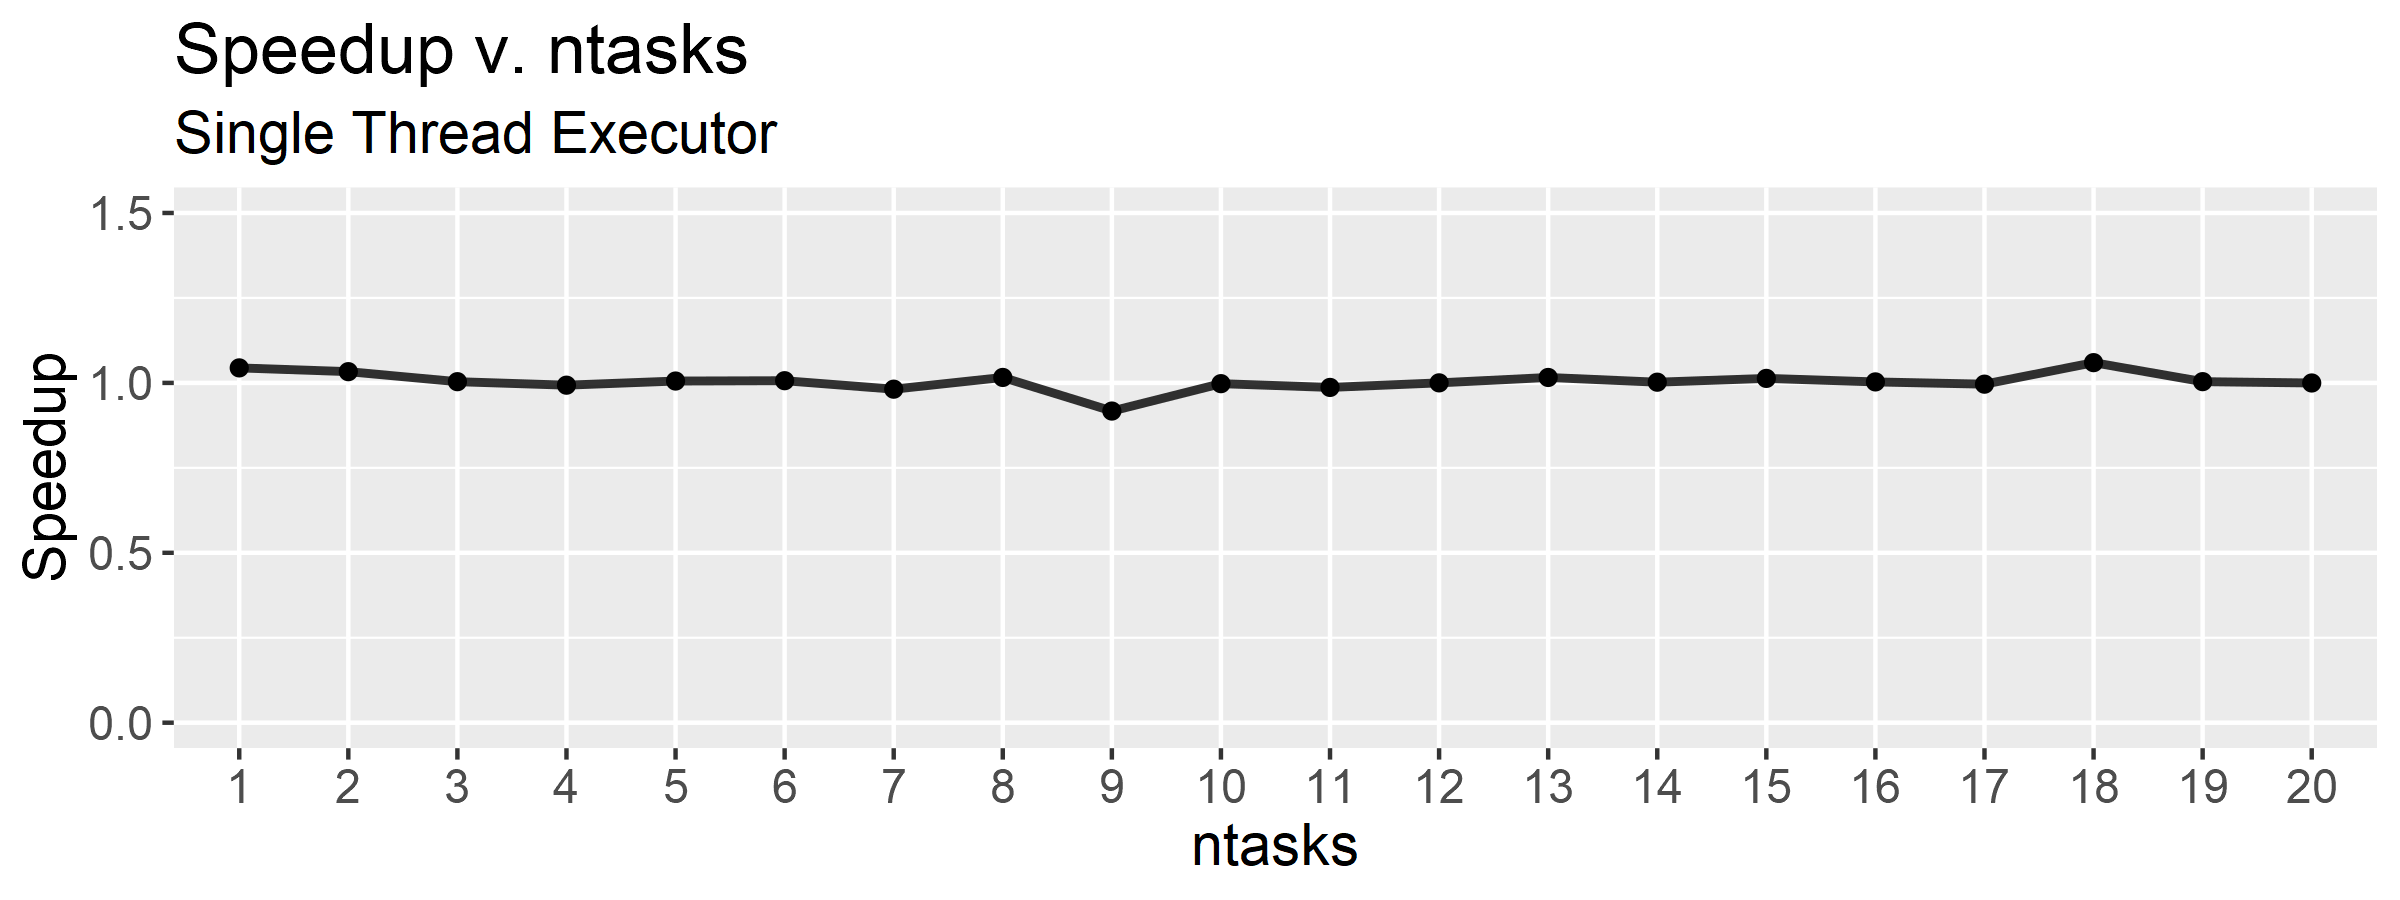 Speedup v. ntasks
Single Thread Executor
Speedup
1.5
1.0
0.5
0.0
1 2 3 4 5 6 7 8 9 10 11 12 13 14 15 16 17 18 19 20
ntasks